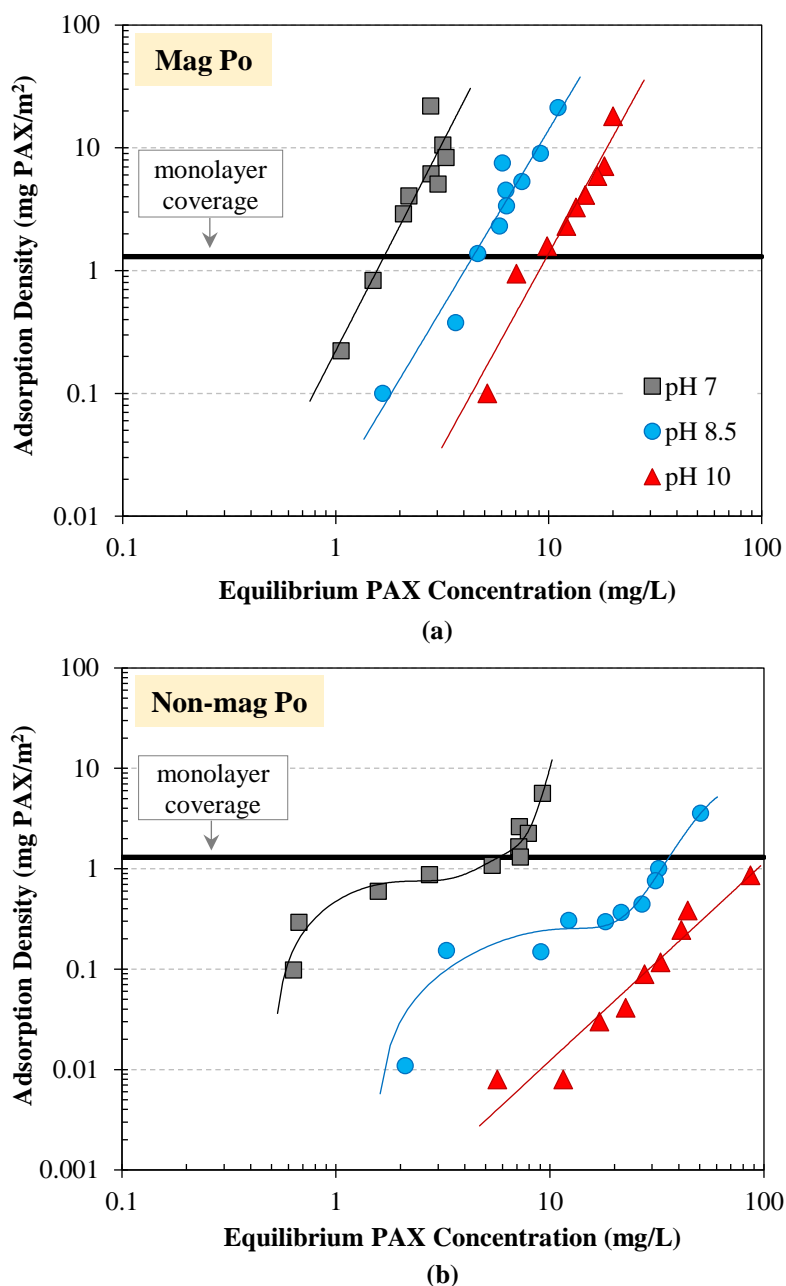 100
Mag Po
10
monolayer
coverage
1
0.1
0.01
pH 7
pH 8.5
pH 10
0.1 1 10 100
Adsorption Density (mg PAX/m²)
Equilibrium PAX Concentration (mg/L)
(a)
100
Non-mag Po
10
monolayer
coverage
1
0.1
0.01
0.001
0.1 1 10 100
Adsorption Density (mg PAX/m²)
Equilibrium PAX Concentration (mg/L)
(b)